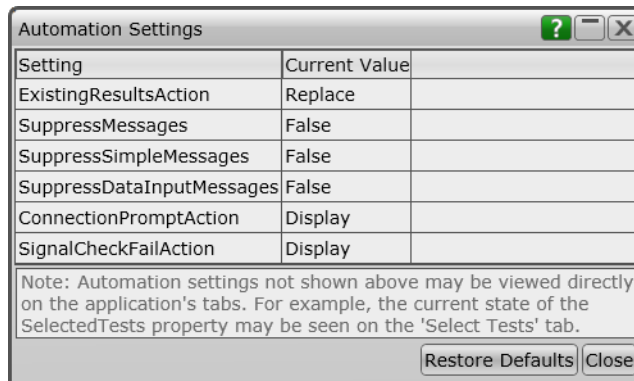 Automation Settings ? X
Setting Current Value
ExistingResultsAction Replace
SuppressMessages False
SuppressSimpleMessages False
SuppressDataInputMessages False
ConnectionPromptAction Display
SignalCheckFailAction Display
Note: Automation settings not shown above may be viewed directly
on the application's tabs. For example, the current state of the
SelectedTests property may be seen on the 'Select Tests' tab.
Restore Defaults Close